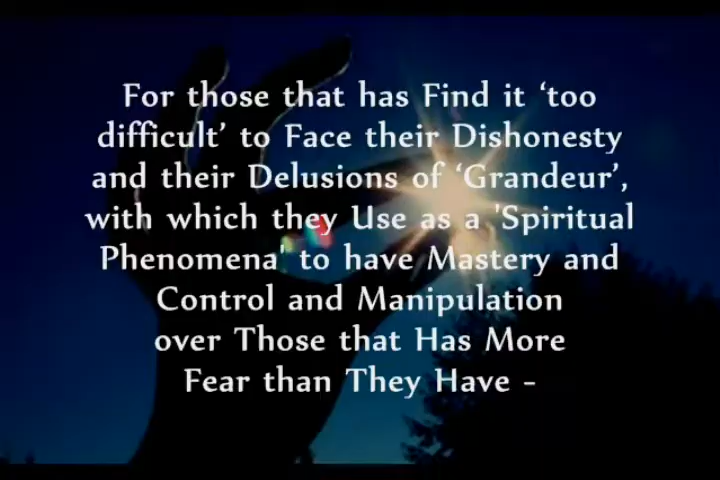 For those that has Find it ‘too
difficult’ to Face their Dishonesty
and their Delusions of ‘Grandeur’,
with which they Use as a 'Spiritual
Phenomena' to have Mastery and
Control and Manipulation
over Those that Has More
Fear than They Have -